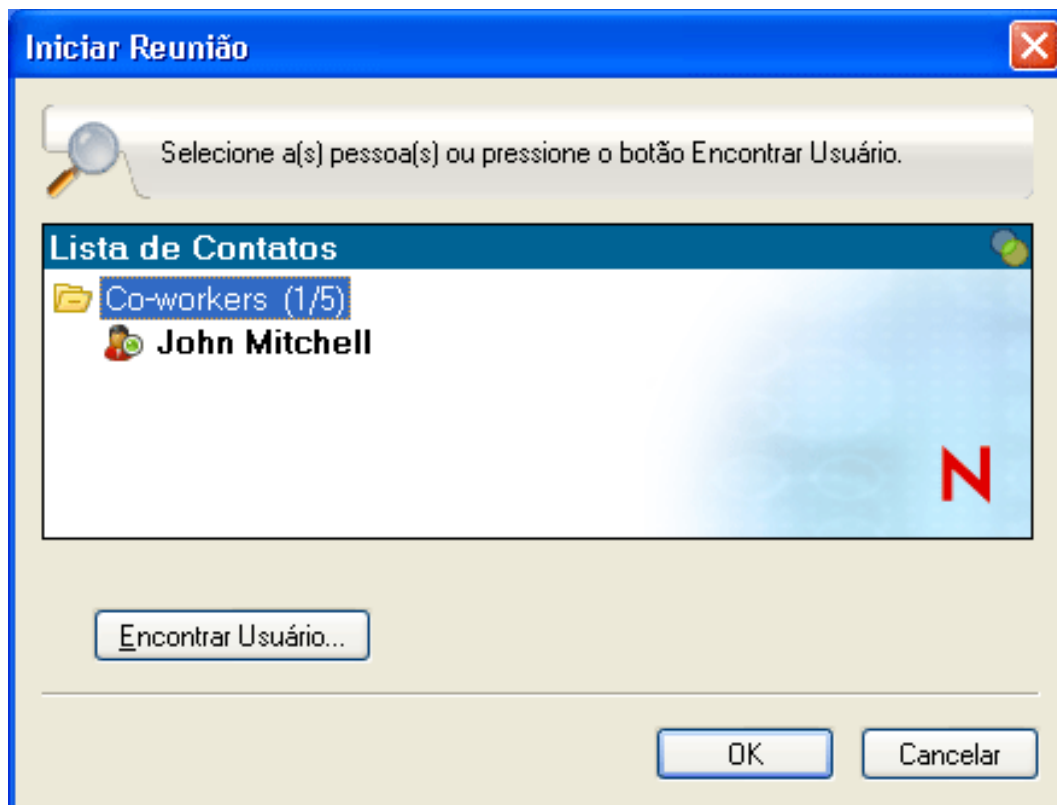 Iniciar Reunião
Selecione a(s) pessoa(s) ou pressione o botão Encontrar Usuário.
Lista de Contatos
Co-workers (1/5)
John Mitchell
N
Encontrar Usuário...
OK
Cancelar